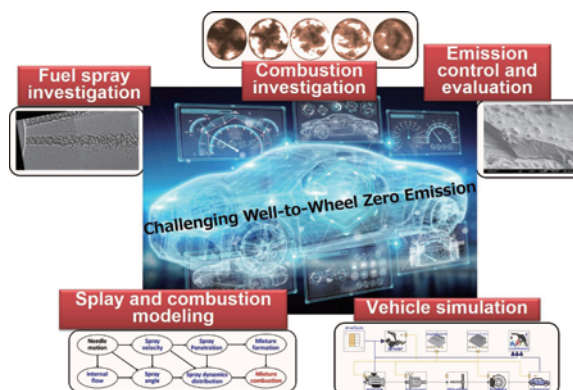 Fuel spray
investigation
Combustion
investigation
Emission
control and
evaluation
Challenging Well-to-Wheel Zero Emission
Splay and combustion
modeling
Needle
motion
Spray
velocity
Spray
Penetration
Mixture
formation
Internal
flow
Spray
angle
Spray dynamics
distribution
Mixture
combustion
Vehicle simulation